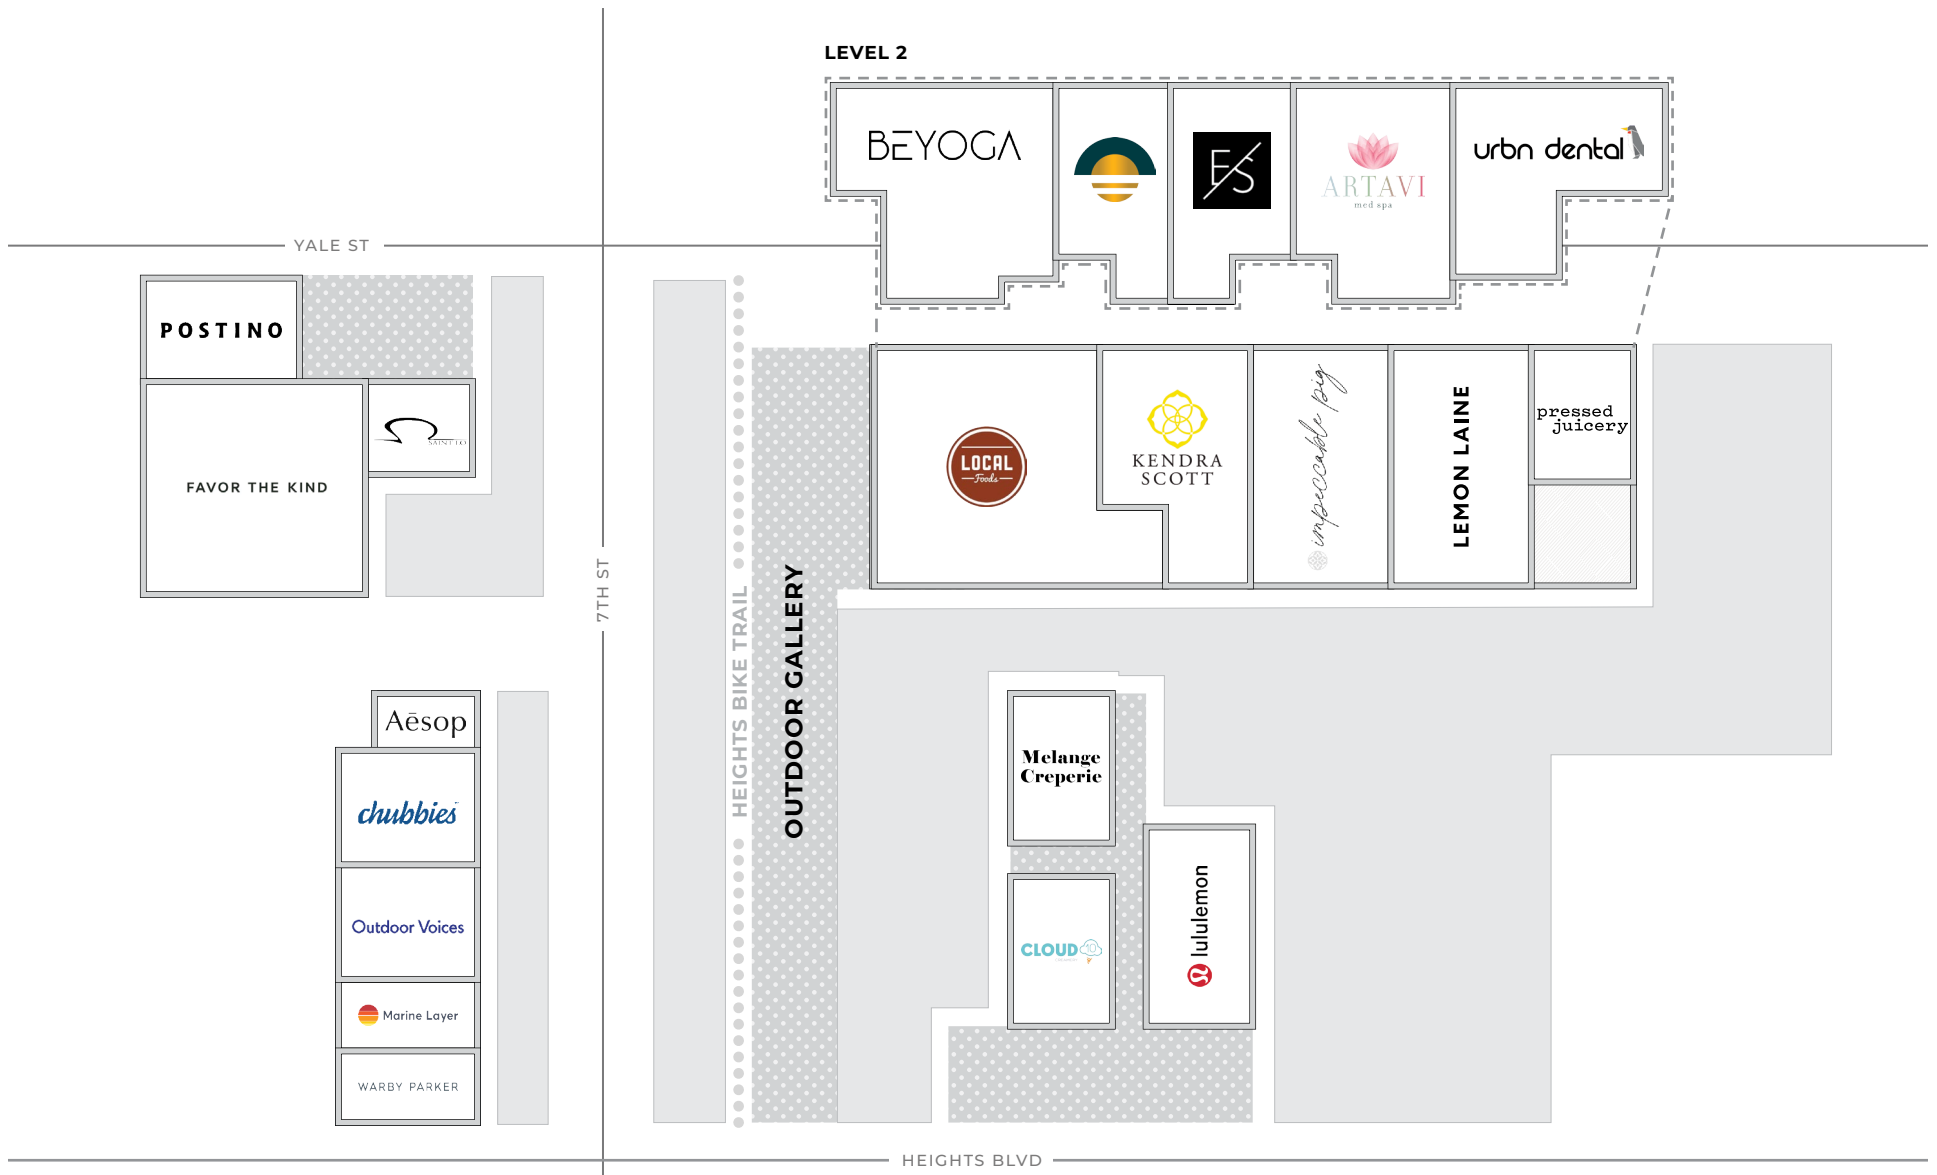 LEVEL 2
BEYOGA
E/S
ARTAVI
med spa
urbn dental
YALE ST
POSTINO
SAINT LO
FAVOR THE KIND
7TH ST
HEIGHTS BIKE TRAIL
OUTDOOR GALLERY
LOCAL
Foods
KENDRA
SCOTT
impeccable pig
LEMON LAINE
pressed
juicery
Aēsop
chubbies
Outdoor Voices
Marine Layer
WARBY PARKER
Melange
Creperie
CLOUD 10
lululemon
HEIGHTS BLVD